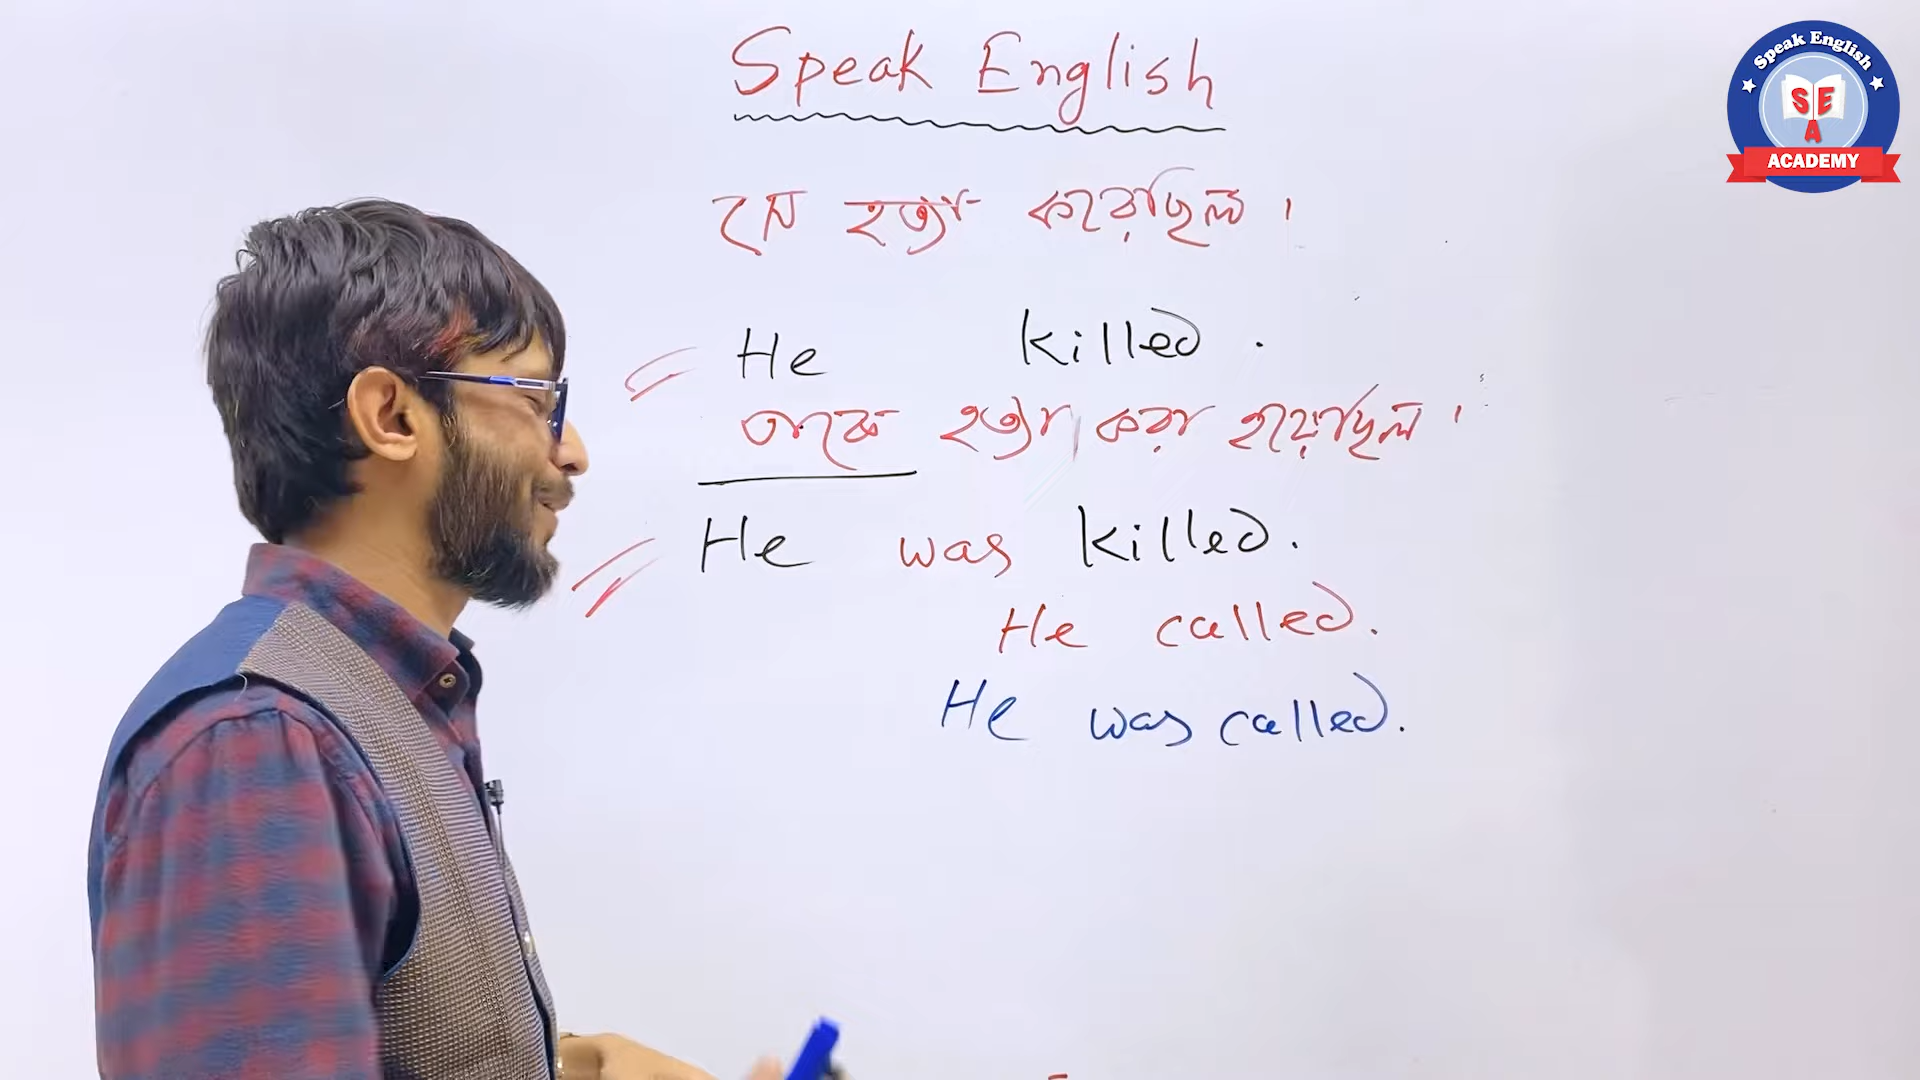 Speak English
সে হত্যা করেছিল।
He killed.
তাকে হত্যা করা হয়েছিল।
He was killed.
He called.
He was called.
Speak English
SEA
ACADEMY